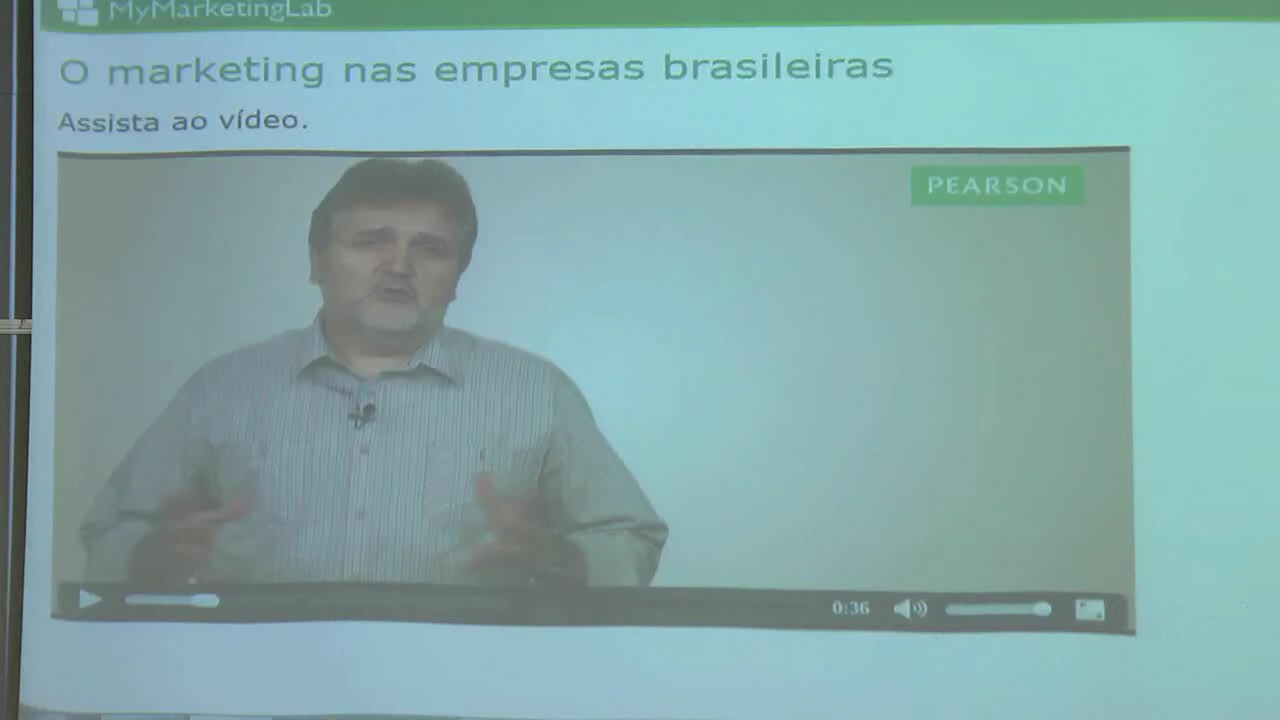 MyMarketingLab
O marketing nas empresas brasileiras
Assista ao vídeo.
PEARSON
0:36